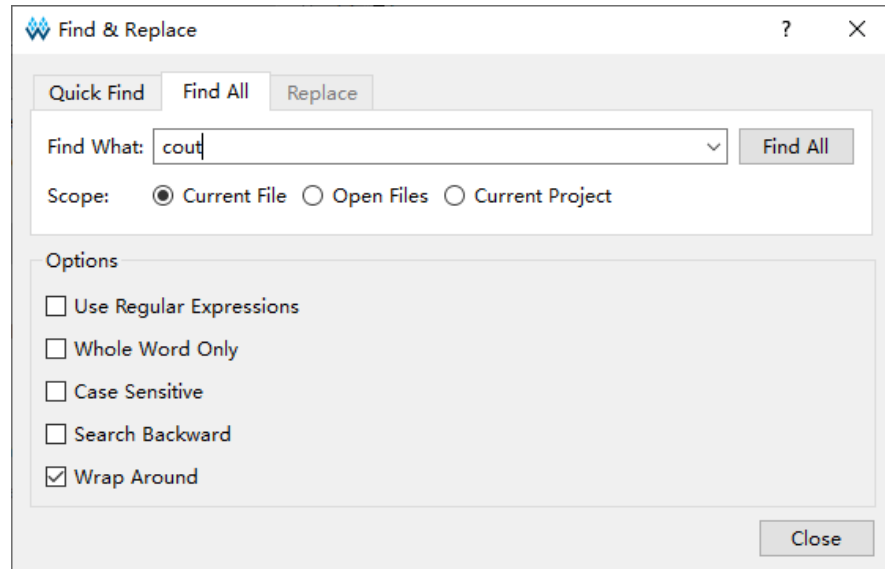 Find & Replace ?
Quick Find Find All Replace
Find What: cout Find All
Scope: Current File Open Files Current Project
Options
Use Regular Expressions
Whole Word Only
Case Sensitive
Search Backward
Wrap Around
Close